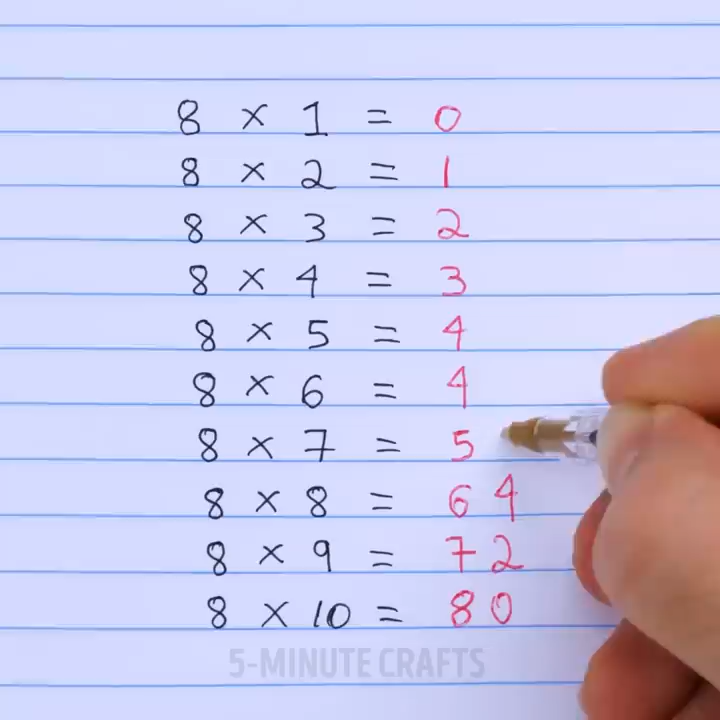 8 × 1 = 0
8 × 2 = 1
8 × 3 = 2
8 × 4 = 3
8 × 5 = 4
8 × 6 = 4
8 × 7 = 5
8 × 8 = 64
8 × 9 = 72
8 × 10 = 80
5-MINUTE CRAFTS